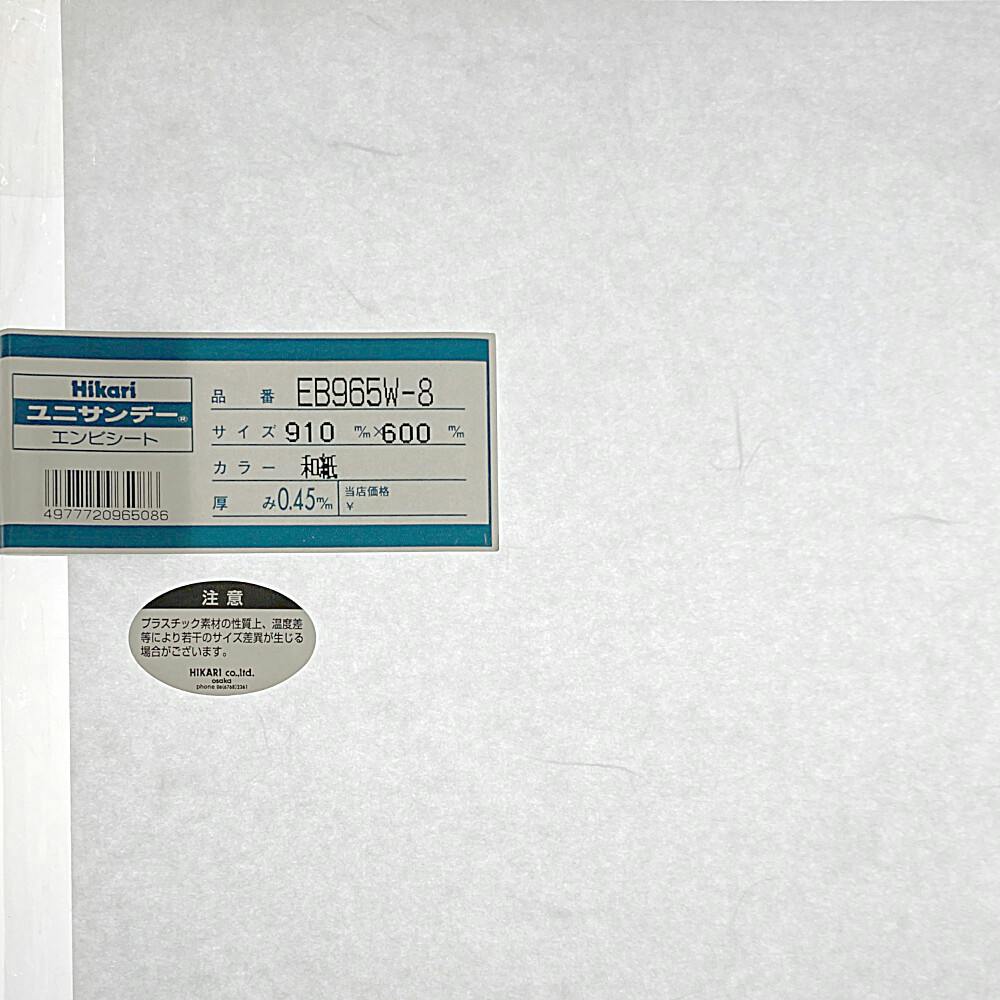 Hikari
ユニサンデー®
エンビシート
4977720965086
品 番 EB965W-8
サイズ 910 m/m×600 m/m
カラー 和紙
厚 み0.45m/m
当店価格
¥
注意
プラスチック素材の性質上、温度差
等により若干のサイズ差異が生じる
場合がございます。
HIKARI co.,ltd.
osaka
phone 06(6768)2361